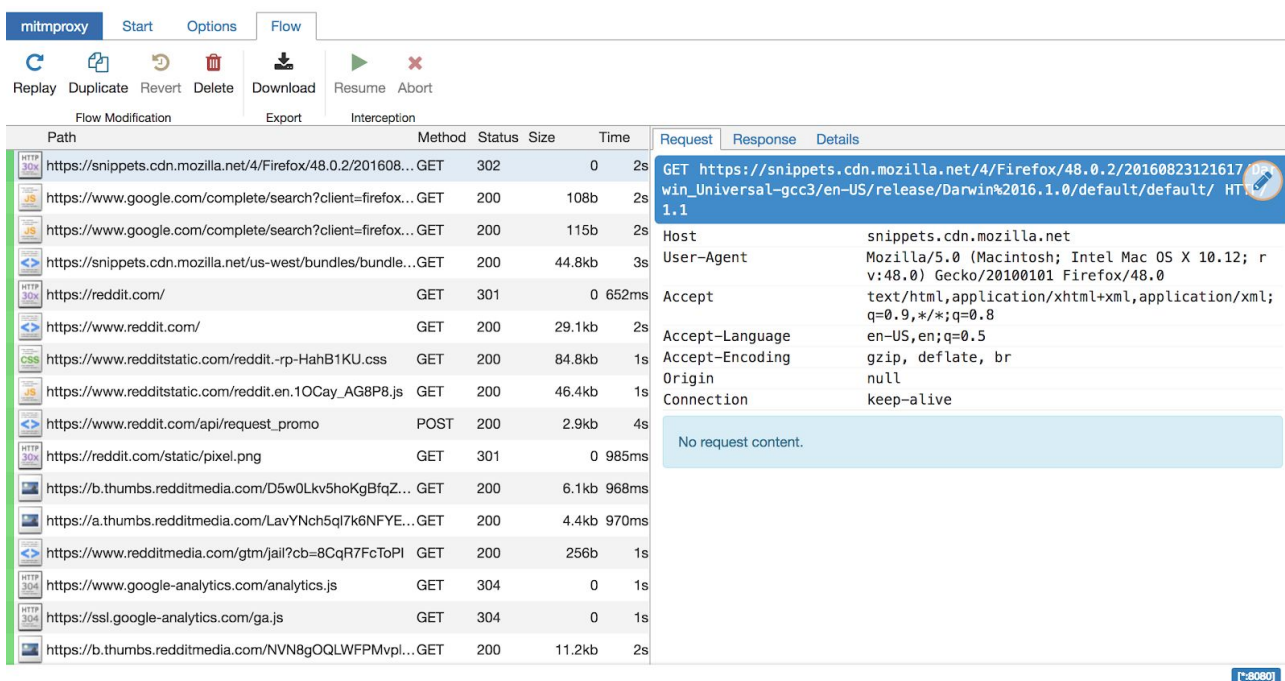 mitmproxy Start Options Flow
Replay Duplicate Revert Delete Download Resume Abort
Flow Modification Export Interception
Path Method Status Size Time
HTTP 30x https://snippets.cdn.mozilla.net/4/Firefox/48.0.2/201608... GET 302 0 2s
JS https://www.google.com/complete/search?client=firefox... GET 200 108b 2s
JS https://www.google.com/complete/search?client=firefox... GET 200 115b 2s
<> https://snippets.cdn.mozilla.net/us-west/bundles/bundle... GET 200 44.8kb 3s
HTTP 30x https://reddit.com/ GET 301 0 652ms
<> https://www.reddit.com/ GET 200 29.1kb 2s
CSS https://www.redditstatic.com/reddit.-rp-HahB1KU.css GET 200 84.8kb 1s
JS https://www.redditstatic.com/reddit.en.1OCay_AG8P8.js GET 200 46.4kb 1s
<> https://www.reddit.com/api/request_promo POST 200 2.9kb 4s
HTTP 30x https://reddit.com/static/pixel.png GET 301 0 985ms
https://b.thumbs.redditmedia.com/D5w0Lkv5hoKgBfqZ... GET 200 6.1kb 968ms
https://a.thumbs.redditmedia.com/LavYNch5ql7k6NFYE... GET 200 4.4kb 970ms
<> https://www.redditmedia.com/gtm/jail?cb=8CqR7FcToPI GET 200 256b 1s
HTTP 304 https://www.google-analytics.com/analytics.js GET 304 0 1s
HTTP 304 https://ssl.google-analytics.com/ga.js GET 304 0 1s
https://b.thumbs.redditmedia.com/NVN8gOQLWFPMvpl... GET 200 11.2kb 2s
Request Response Details
GET https://snippets.cdn.mozilla.net/4/Firefox/48.0.2/20160823121617/Dar
win_Universal-gcc3/en-US/release/Darwin%2016.1.0/default/default/ HTTP/
1.1
Host snippets.cdn.mozilla.net
User-Agent Mozilla/5.0 (Macintosh; Intel Mac OS X 10.12; r
v:48.0) Gecko/20100101 Firefox/48.0
Accept text/html,application/xhtml+xml,application/xml;
q=0.9,*/*;q=0.8
Accept-Language en-US,en;q=0.5
Accept-Encoding gzip, deflate, br
Origin null
Connection keep-alive
No request content.
[*:8080]